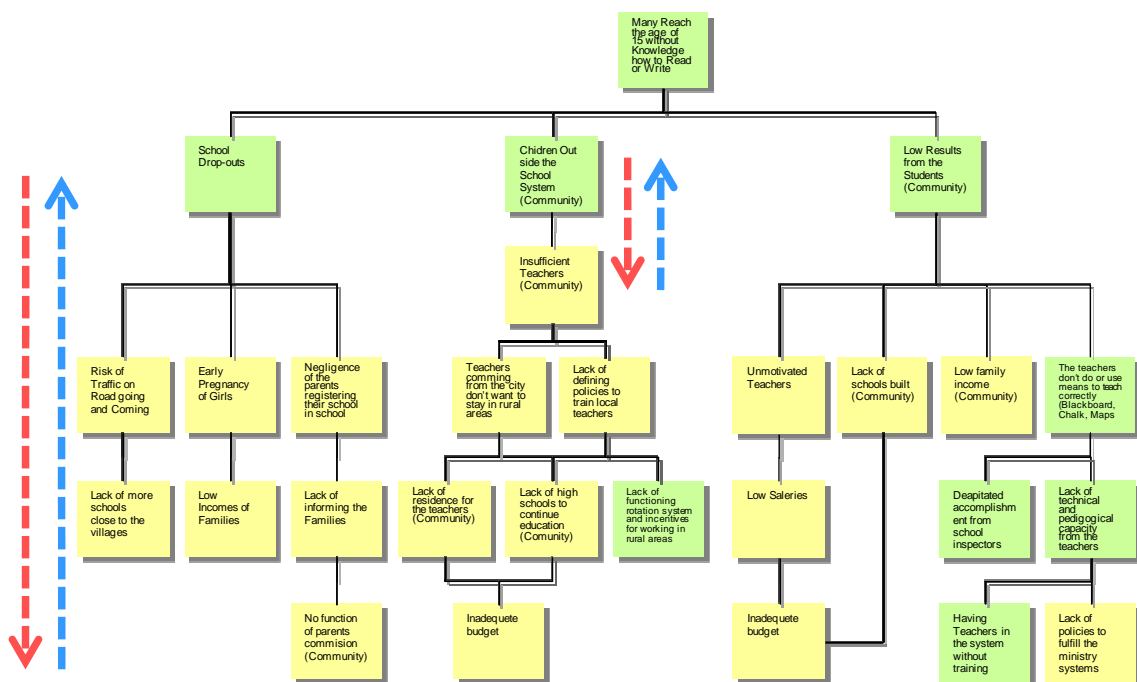 Many Reach
the age of
15 without
Knowledge
how to Read
or Write
School
Drop-outs
Chidren Out
side the
School
System
(Community)
Low Results
from the
Students
(Community)
Insufficient
Teachers
(Community)
Risk of
Traffic on
Road going
and Coming
Early
Pregnancy
of Girls
Negligence
of the
parents
registering
their school
in school
Teachers
comming
from the city
don't want to
stay in rural
areas
Lack of
defining
policies to
train local
teachers
Unmotivated
Teachers
Lack of
schools built
(Community)
Low family
income
(Community)
The teachers
don't do or use
means to teach
correctly
(Blackboard,
Chalk, Maps
Lack of more
schools
close to the
villages
Low
Incomes of
Families
Lack of
informing the
Families
Lack of
residence for
the teachers
(Community)
Lack of high
schools to
continue
education
(Comunity)
Lack of
functioning
rotation system
and incentives
for working in
rural areas
Low Saleries
Deapitated
accomplishm
ent from
school
inspectors
Lack of
technical
and
pedigogical
capacity
from the
teachers
No function
of parents
commision
(Community)
Inadequete
budget
Inadequete
budget
Having
Teachers in
the system
without
training
Lack of
policies to
fulfill the
ministry
systems